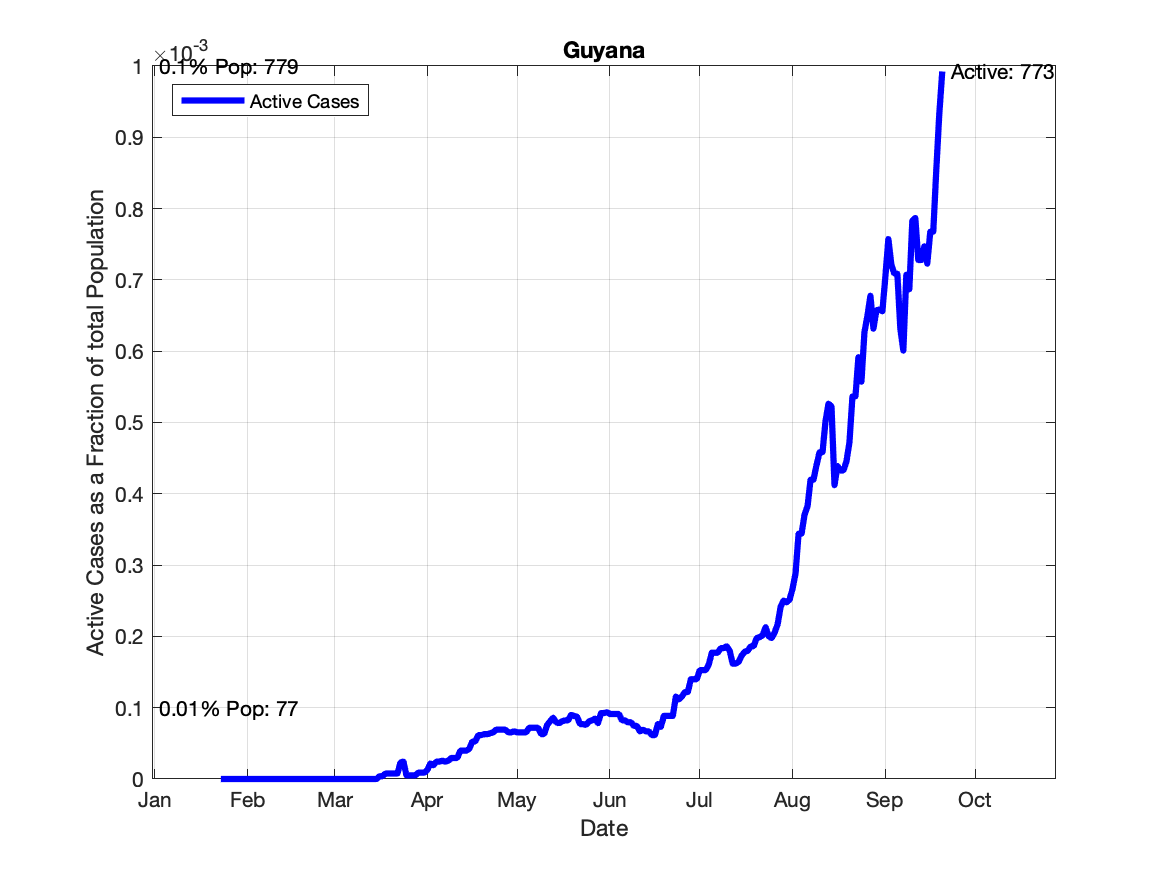 Guyana
×10-3
0.1% Pop: 779
Active: 773
Active Cases
1
0.9
0.8
0.7
0.6
0.5
0.4
0.3
0.2
0.1
0
0.01% Pop: 77
Active Cases as a Fraction of total Population
Jan Feb Mar Apr May Jun Jul Aug Sep Oct
Date